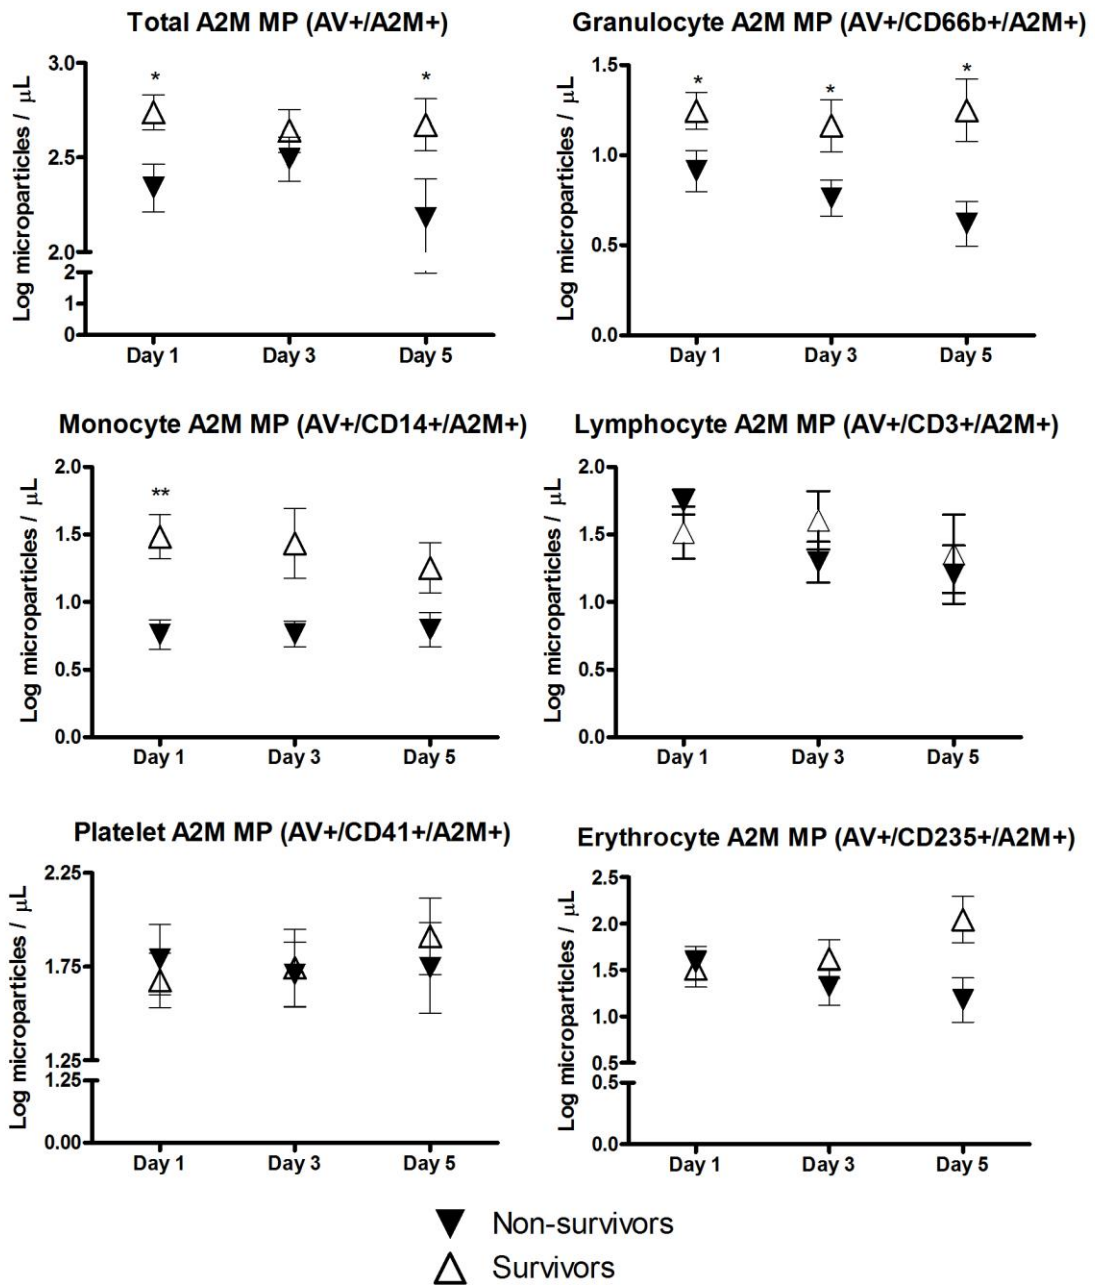 Total A2M MP (AV+/A2M+)
Log microparticles / μL
3.0
*
*
2.5
2.0
2
1
0
Day 1
Day 3
Day 5
Granulocyte A2M MP (AV+/CD66b+/A2M+)
Log microparticles / μL
1.5
*
*
*
1.0
0.5
0.0
Day 1
Day 3
Day 5
Monocyte A2M MP (AV+/CD14+/A2M+)
Log microparticles / μL
2.0
**
1.5
1.0
0.5
0.0
Day 1
Day 3
Day 5
Lymphocyte A2M MP (AV+/CD3+/A2M+)
Log microparticles / μL
2.0
1.5
1.0
0.5
0.0
Day 1
Day 3
Day 5
Platelet A2M MP (AV+/CD41+/A2M+)
Log microparticles / μL
2.25
1.75
1.25
1.25
0.00
Day 1
Day 3
Day 5
Erythrocyte A2M MP (AV+/CD235+/A2M+)
Log microparticles / μL
2.5
2.0
1.5
1.0
0.5
0.5
0.0
Day 1
Day 3
Day 5
Non-survivors
Survivors